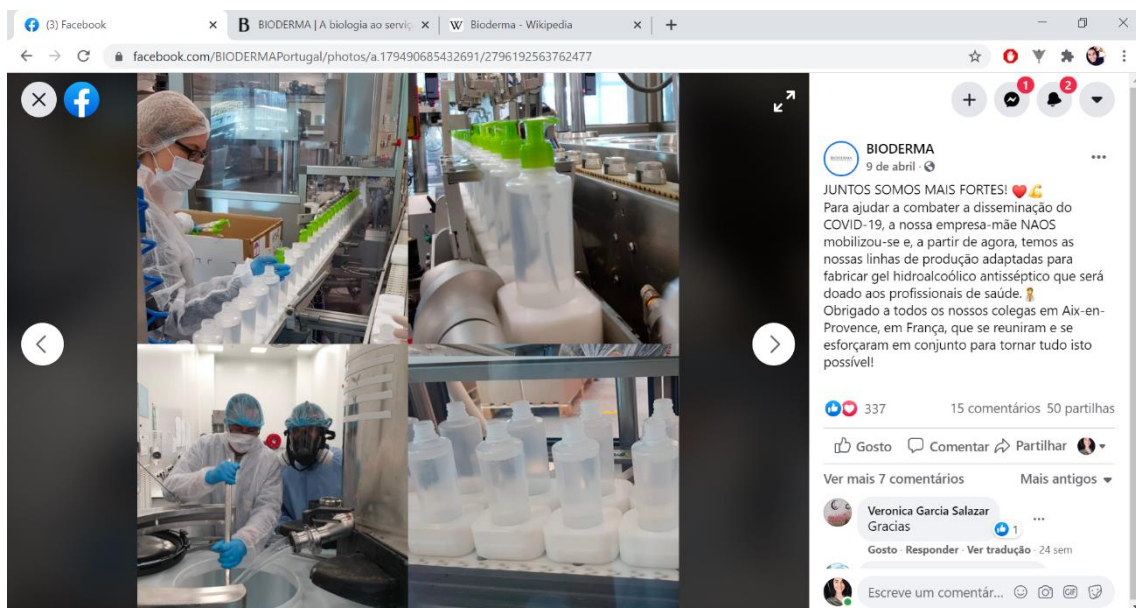 (3) Facebook
BIODERMA | A biologia ao serviç
W Bioderma - Wikipedia
facebook.com/BIODERMAPortugal/photos/a.179490685432691/2796192563762477
1
2
BIODERMA
9 de abril ·
JUNTOS SOMOS MAIS FORTES! ❤️💪
Para ajudar a combater a disseminação do
COVID-19, a nossa empresa-mãe NAOS
mobilizou-se e, a partir de agora, temos as
nossas linhas de produção adaptadas para
fabricar gel hidroalcoólico antisséptico que será
doado aos profissionais de saúde.
Obrigado a todos os nossos colegas em Aix-en-
Provence, em França, que se reuniram e se
esforçaram em conjunto para tornar tudo isto
possível!
337 15 comentários 50 partilhas
Gosto Comentar Partilhar
Ver mais 7 comentários Mais antigos
Veronica Garcia Salazar
Gracias
1
Gosto · Responder · Ver tradução · 24 sem
Escreve um comentár... GIF